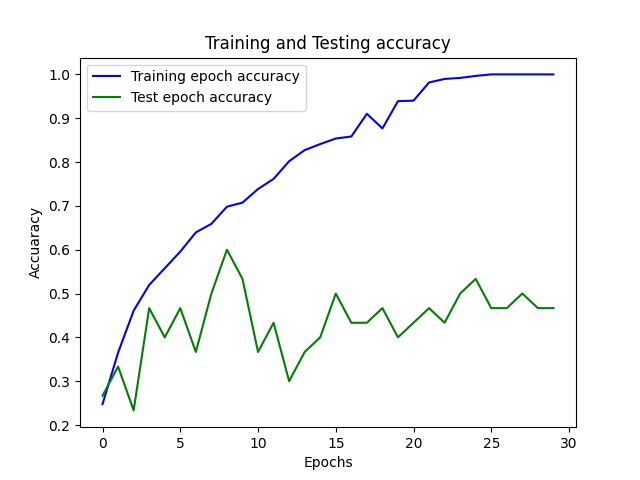 Training and Testing accuracy
Training epoch accuracy
Test epoch accuracy
Accuaracy
1.0
0.9
0.8
0.7
0.6
0.5
0.4
0.3
0.2
0 5 10 15 20 25 30
Epochs